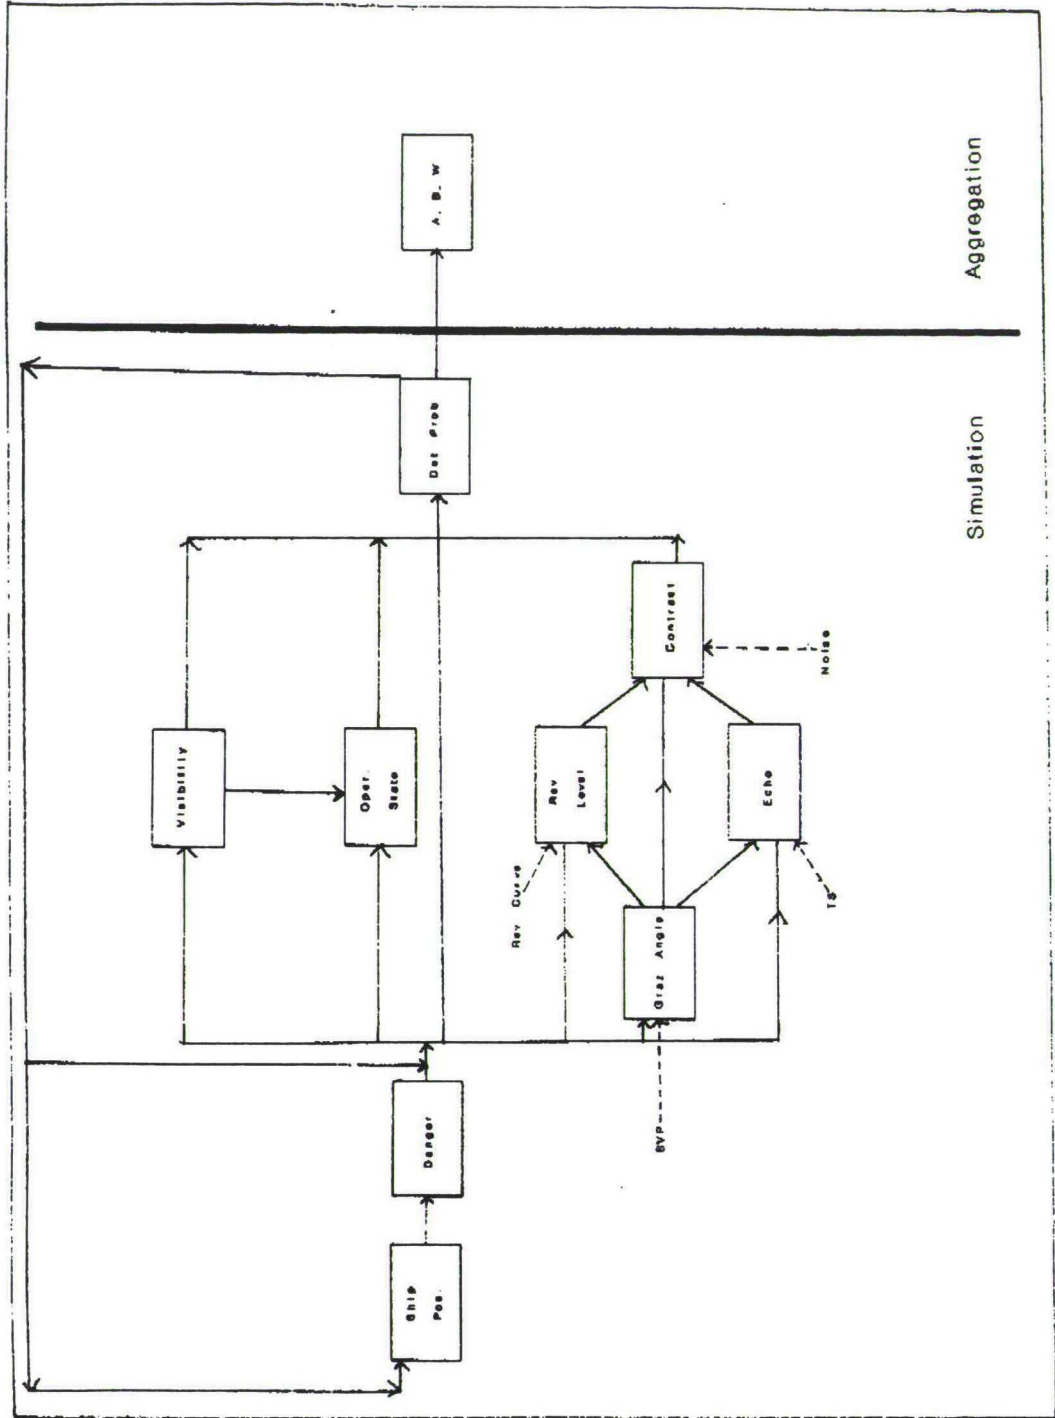 Ship
Pos.
Danger
Visibility
Oper.
State
Rev Curve
Rev
Level
Graz Angle
SVP
Echo
TS
Contrast
Noise
Det Prob
A, B, W
Simulation
Aggregation